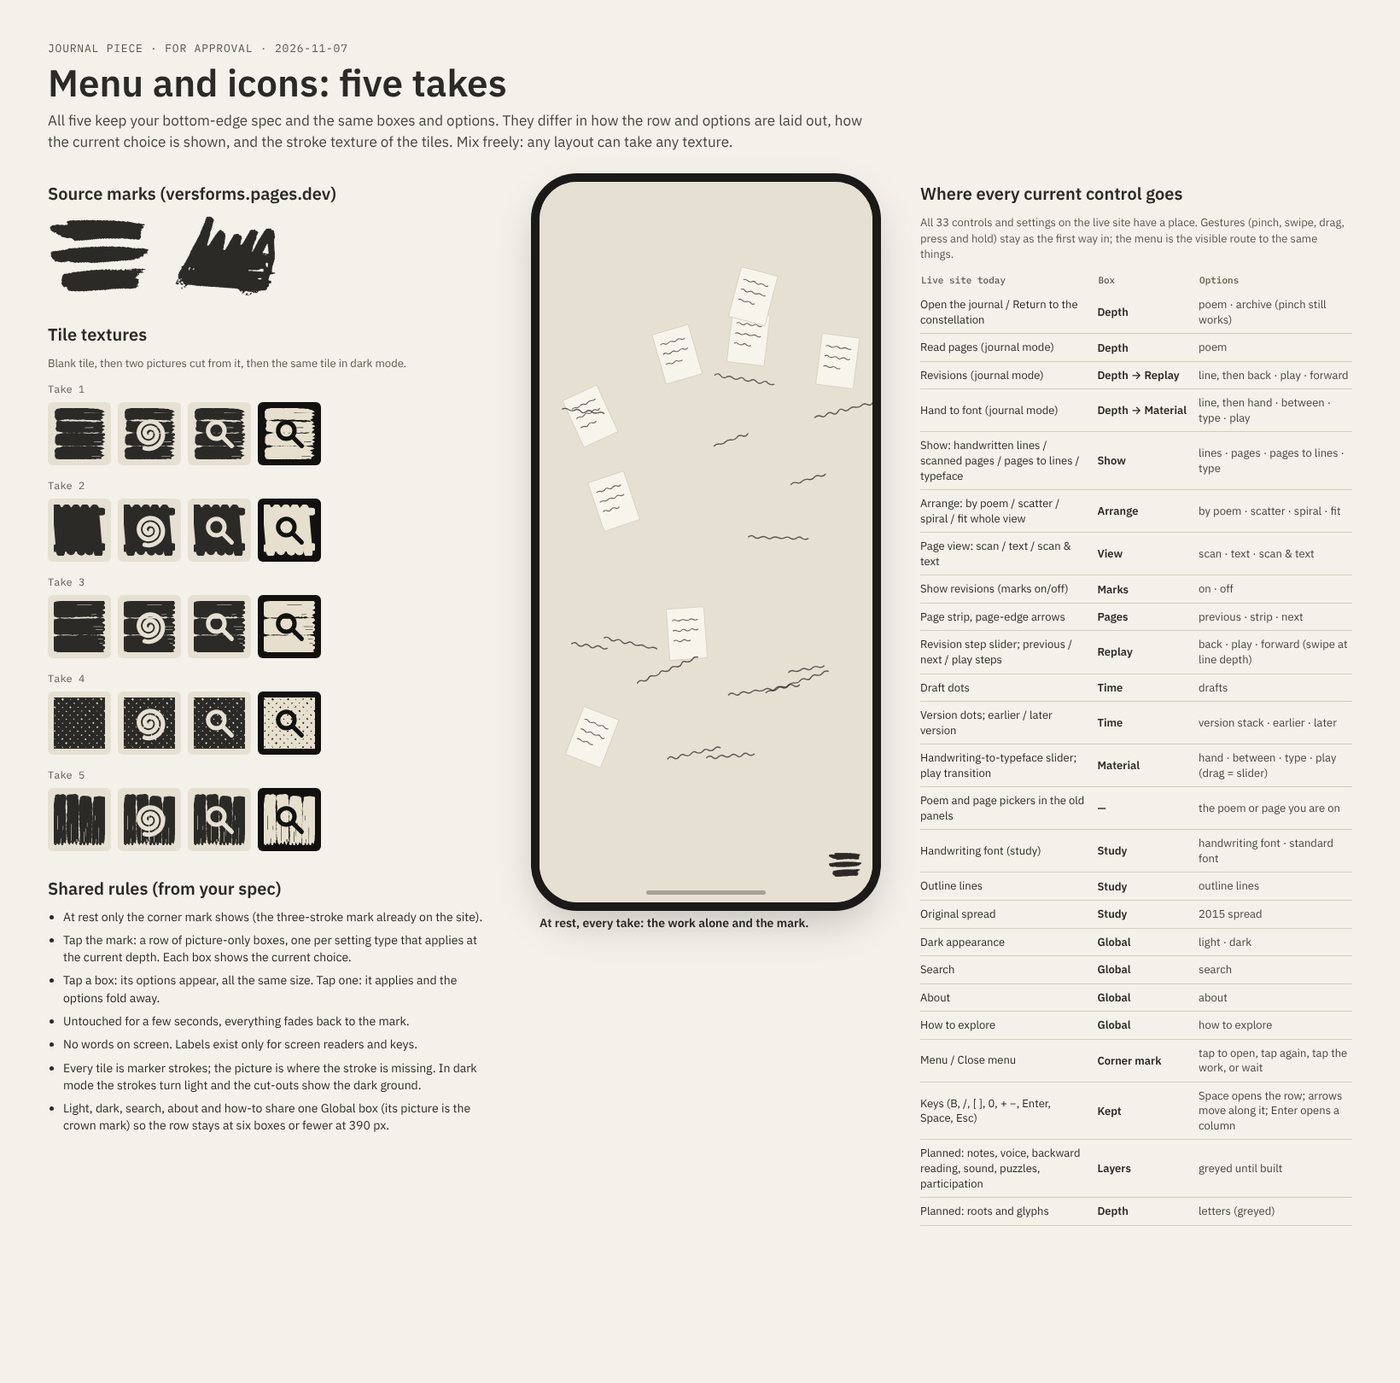 JOURNAL PIECE · FOR APPROVAL · 2026-11-07
Menu and icons: five takes
All five keep your bottom-edge spec and the same boxes and options. They differ in how the row and options are laid out, how
the current choice is shown, and the stroke texture of the tiles. Mix freely: any layout can take any texture.
Source marks (versforms.pages.dev)
Tile textures
Blank tile, then two pictures cut from it, then the same tile in dark mode.
Take 1
Take 2
Take 3
Take 4
Take 5
Shared rules (from your spec)
• At rest only the corner mark shows (the three-stroke mark already on the site).
• Tap the mark: a row of picture-only boxes, one per setting type that applies at
the current depth. Each box shows the current choice.
• Tap a box: its options appear, all the same size. Tap one: it applies and the
options fold away.
• Untouched for a few seconds, everything fades back to the mark.
• No words on screen. Labels exist only for screen readers and keys.
• Every tile is marker strokes; the picture is where the stroke is missing. In dark
mode the strokes turn light and the cut-outs show the dark ground.
• Light, dark, search, about and how-to share one Global box (its picture is the
crown mark) so the row stays at six boxes or fewer at 390 px.
At rest, every take: the work alone and the mark.
Where every current control goes
All 33 controls and settings on the live site have a place. Gestures (pinch, swipe, drag,
press and hold) stay as the first way in; the menu is the visible route to the same
things.
Live site today Box Options
Open the journal / Return to the
constellation
Depth
poem · archive (pinch still
works)
Read pages (journal mode) Depth poem
Revisions (journal mode) Depth → Replay line, then back · play · forward
Hand to font (journal mode) Depth → Material
line, then hand · between ·
type · play
Show: handwritten lines /
scanned pages / pages to lines /
typeface
Show
lines · pages · pages to lines ·
type
Arrange: by poem / scatter /
spiral / fit whole view
Arrange by poem · scatter · spiral · fit
Page view: scan / text / scan &
text
View scan · text · scan & text
Show revisions (marks on/off) Marks on · off
Page strip, page-edge arrows Pages previous · strip · next
Revision step slider; previous /
next / play steps
Replay
back · play · forward (swipe at
line depth)
Draft dots Time drafts
Version dots; earlier / later
version
Time version stack · earlier · later
Handwriting-to-typeface slider;
play transition
Material
hand · between · type · play
(drag = slider)
Poem and page pickers in the old
panels
— the poem or page you are on
Handwriting font (study) Study
handwriting font · standard
font
Outline lines Study outline lines
Original spread Study 2015 spread
Dark appearance Global light · dark
Search Global search
About Global about
How to explore Global how to explore
Menu / Close menu Corner mark
tap to open, tap again, tap the
work, or wait
Keys (B, /, [ ], 0, + −, Enter,
Space, Esc)
Kept
Space opens the row; arrows
move along it; Enter opens a
column
Planned: notes, voice, backward
reading, sound, puzzles,
participation
Layers greyed until built
Planned: roots and glyphs Depth letters (greyed)